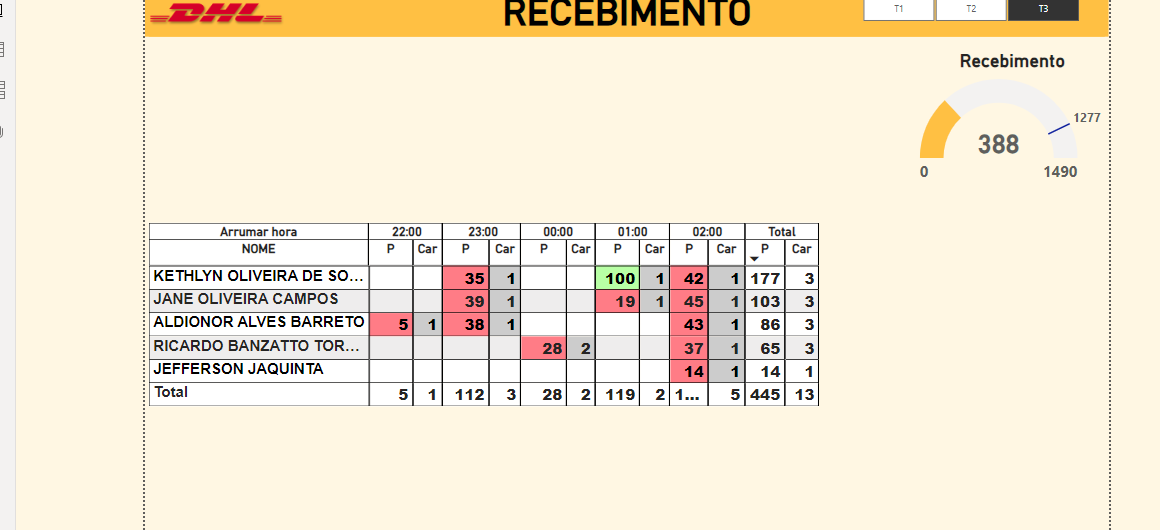 DHL RECEBIMENTO T1 T2 T3
Recebimento
1277
388
0 1490
Arrumar hora 22:00 23:00 00:00 01:00 02:00 Total
NOME P Car P Car P Car P Car P Car P Car
KETHLYN OLIVEIRA DE SO... 35 1 100 1 42 1 177 3
JANE OLIVEIRA CAMPOS 39 1 19 1 45 1 103 3
ALDIONOR ALVES BARRETO 5 1 38 1 43 1 86 3
RICARDO BANZATTO TOR... 28 2 37 1 65 3
JEFFERSON JAQUINTA 14 1 14 1
Total 5 1 112 3 28 2 119 2 1... 5 445 13